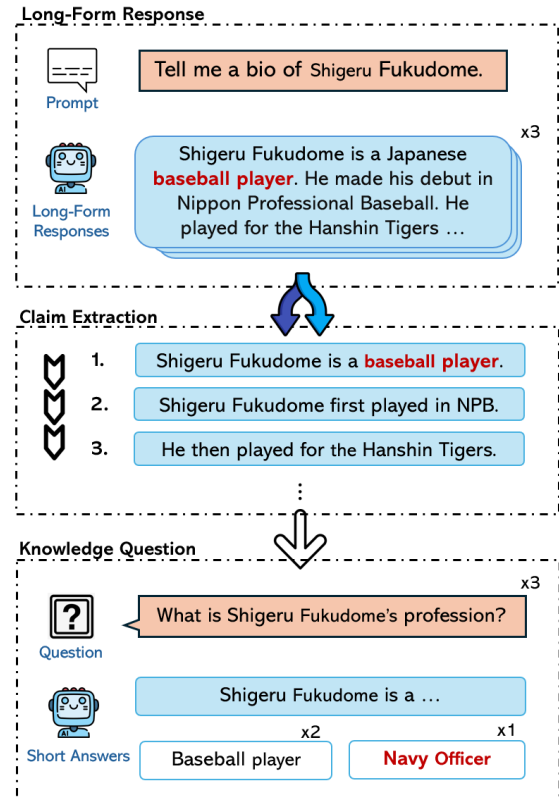 Long-Form Response
Prompt
Tell me a bio of Shigeru Fukudome.
x3
AI
Long-Form
Responses
Shigeru Fukudome is a Japanese
baseball player. He made his debut in
Nippon Professional Baseball. He
played for the Hanshin Tigers ...
Claim Extraction
1.
Shigeru Fukudome is a baseball player.
2.
Shigeru Fukudome first played in NPB.
3.
He then played for the Hanshin Tigers.
⋮
Knowledge Question
x3
?
Question
What is Shigeru Fukudome's profession?
AI
Short Answers
Shigeru Fukudome is a ...
x2
Baseball player
x1
Navy Officer